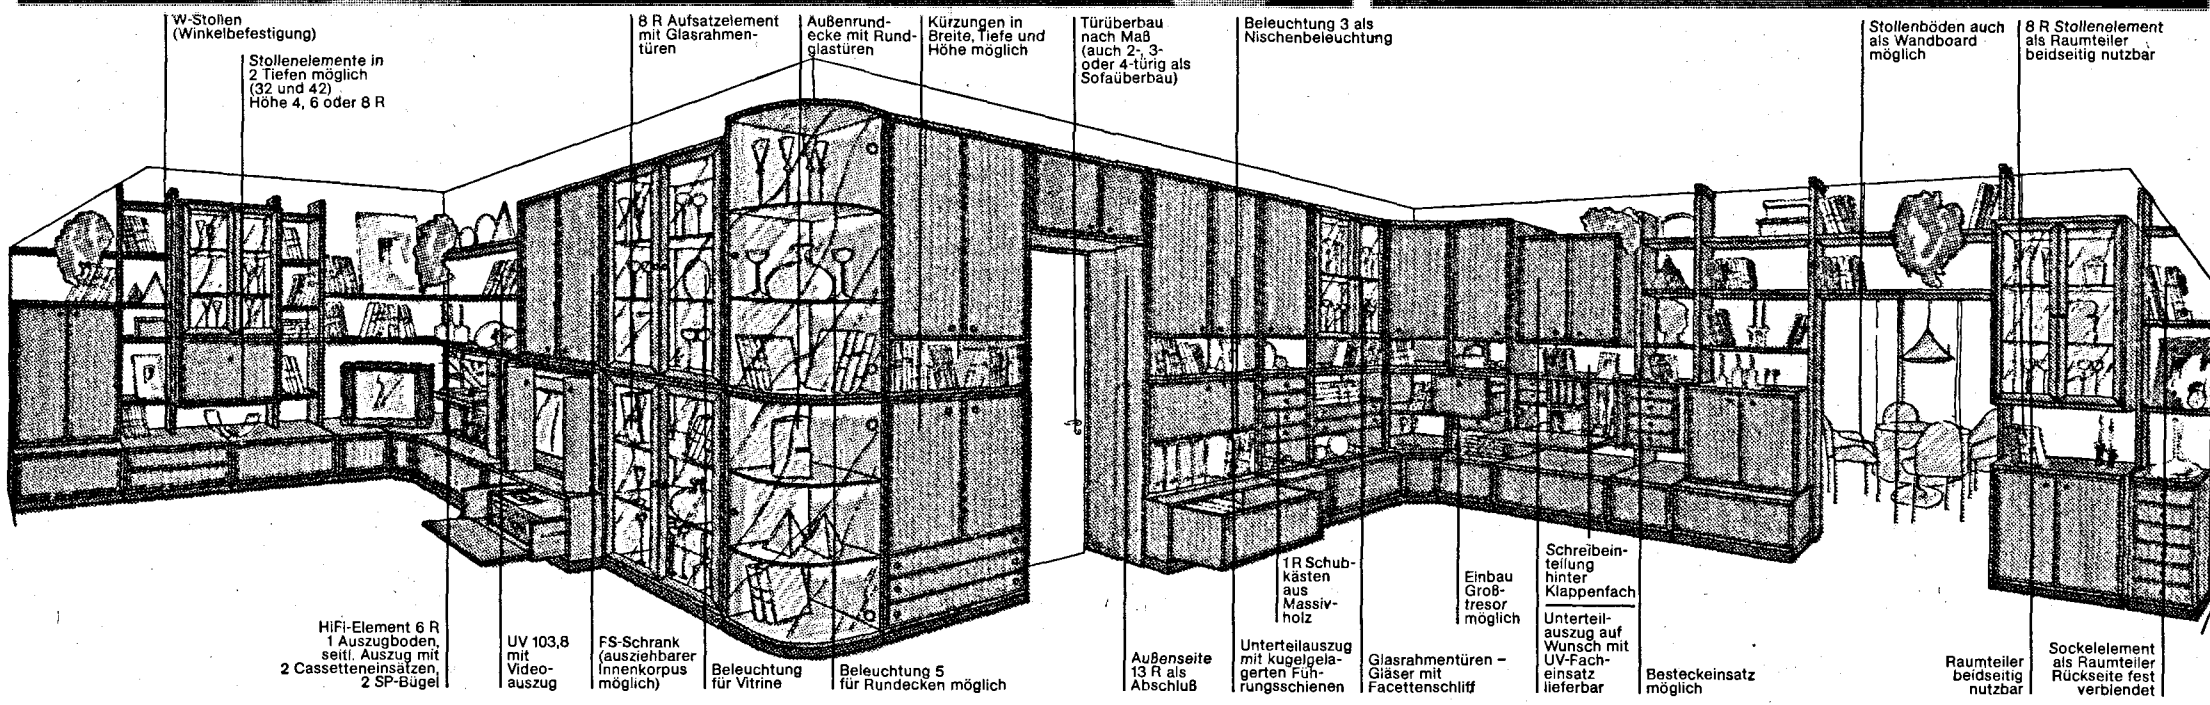 W-Stollen
(Winkelbefestigung)
Stollenelemente in
2 Tiefen möglich
(32 und 42)
Höhe 4, 6 oder 8 R
8 R Aufsatzelement
mit Glasrahmen-
türen
Außenrund-
ecke mit Rund-
glastüren
Kürzungen in
Breite, Tiefe und
Höhe möglich
Türüberbau
nach Maß
(auch 2-, 3-
oder 4-türig als
Sofaüberbau)
Beleuchtung 3 als
Nischenbeleuchtung
Stollenböden auch
als Wandboard
möglich
8 R Stollenelement
als Raumteiler
beidseitig nutzbar
HiFi-Element 6 R
1 Auszugboden,
seitl. Auszug mit
2 Cassetteneinsätzen,
2 SP-Bügel
UV 103,8
mit
Video-
auszug
FS-Schrank
(ausziehbarer
Innenkorpus
möglich)
Beleuchtung
für Vitrine
Beleuchtung 5
für Rundecken möglich
Außenseite
13 R als
Abschluß
Unterteilauszug
mit kugelgela-
gerten Füh-
rungsschienen
1 R Schub-
kästen
aus
Massiv-
holz
Glasrahmentüren –
Gläser mit
Facettenschliff
Einbau
Groß-
tresor
möglich
Schreibein-
teilung
hinter
Klappenfach
Unterteil-
auszug auf
Wunsch mit
UV-Fach-
einsatz
lieferbar
Besteckeinsatz
möglich
Raumteiler
beidseitig
nutzbar
Sockelelement
als Raumteiler
Rückseite fest
verblendet